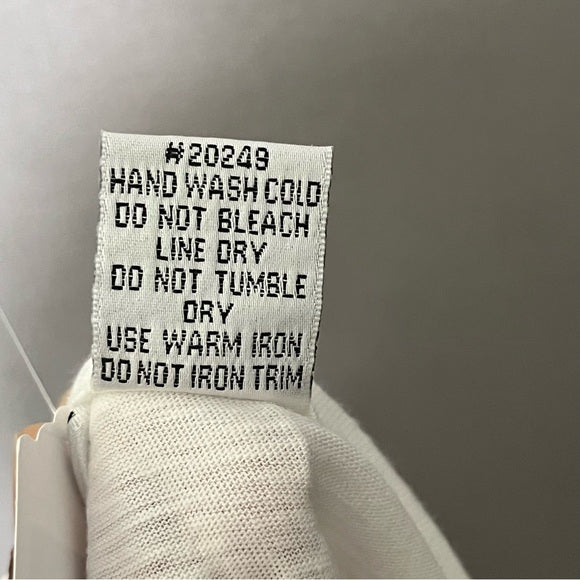 #20249
HAND WASH COLD
DO NOT BLEACH
LINE DRY
DO NOT TUMBLE
DRY
USE WARM IRON
DO NOT IRON TRIM